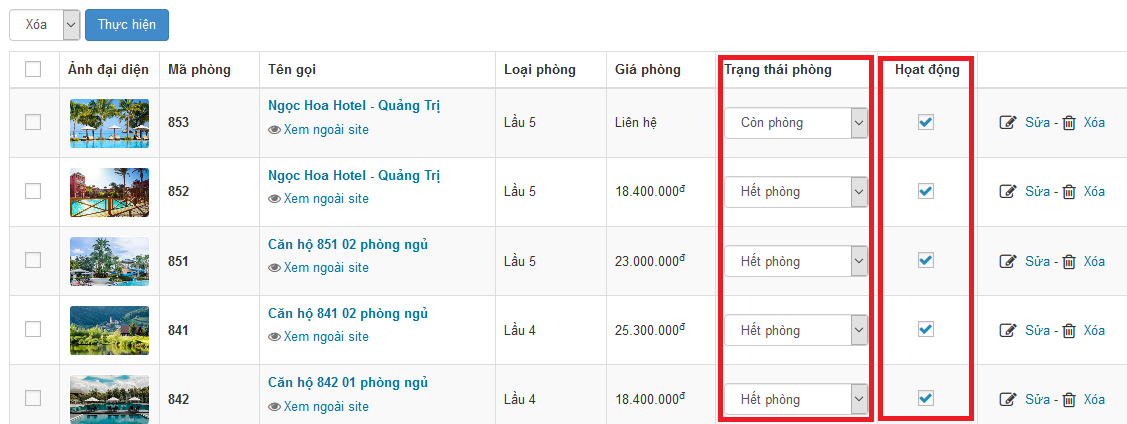 Xóa Thực hiện
Ảnh đại diện Mã phòng Tên gọi Loại phòng Giá phòng Trạng thái phòng Họat động
853 Ngọc Hoa Hotel - Quảng Trị Lầu 5 Liên hệ Còn phòng Sửa - Xóa
Xem ngoài site
852 Ngọc Hoa Hotel - Quảng Trị Lầu 5 18.400.000đ Hết phòng Sửa - Xóa
Xem ngoài site
851 Căn hộ 851 02 phòng ngủ Lầu 5 23.000.000đ Hết phòng Sửa - Xóa
Xem ngoài site
841 Căn hộ 841 02 phòng ngủ Lầu 4 25.300.000đ Hết phòng Sửa - Xóa
Xem ngoài site
842 Căn hộ 842 01 phòng ngủ Lầu 4 18.400.000đ Hết phòng Sửa - Xóa
Xem ngoài site